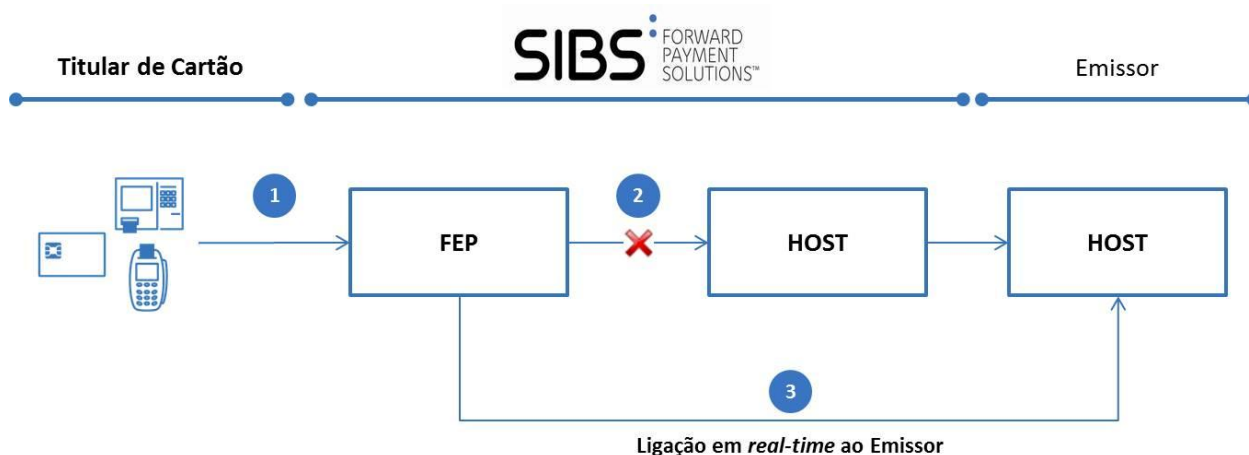 Titular de Cartão
SIBS FORWARD
PAYMENT
SOLUTIONS™
Emissor
1
2
FEP
HOST
HOST
3
Ligação em real-time ao Emissor